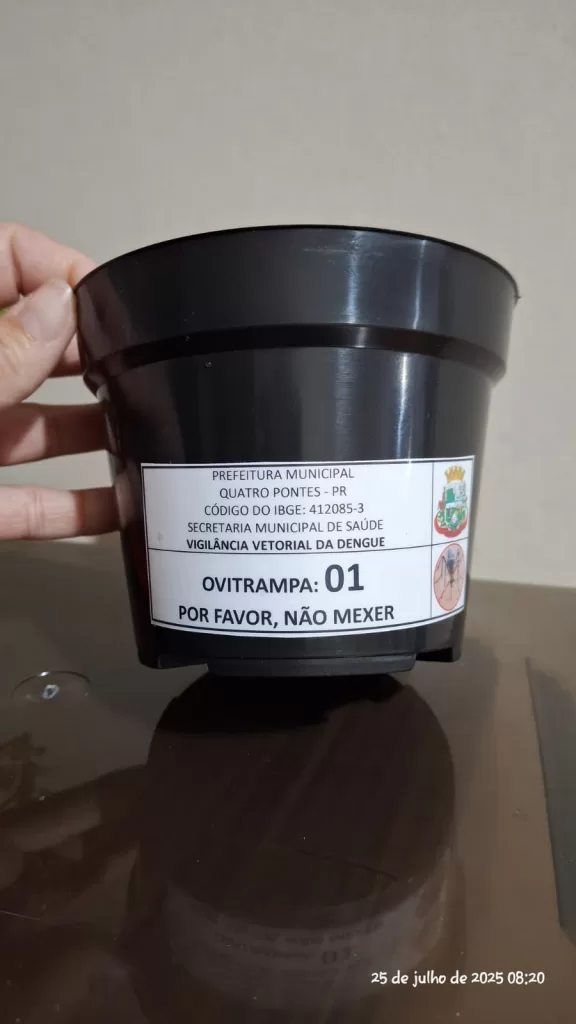 PREFEITURA MUNICIPAL
QUATRO PONTES - PR
CÓDIGO DO IBGE: 412085-3
SECRETARIA MUNICIPAL DE SAÚDE
VIGILÂNCIA VETORIAL DA DENGUE
OVITRAMPA: 01
POR FAVOR, NÃO MEXER
25 de julho de 2025 08:20